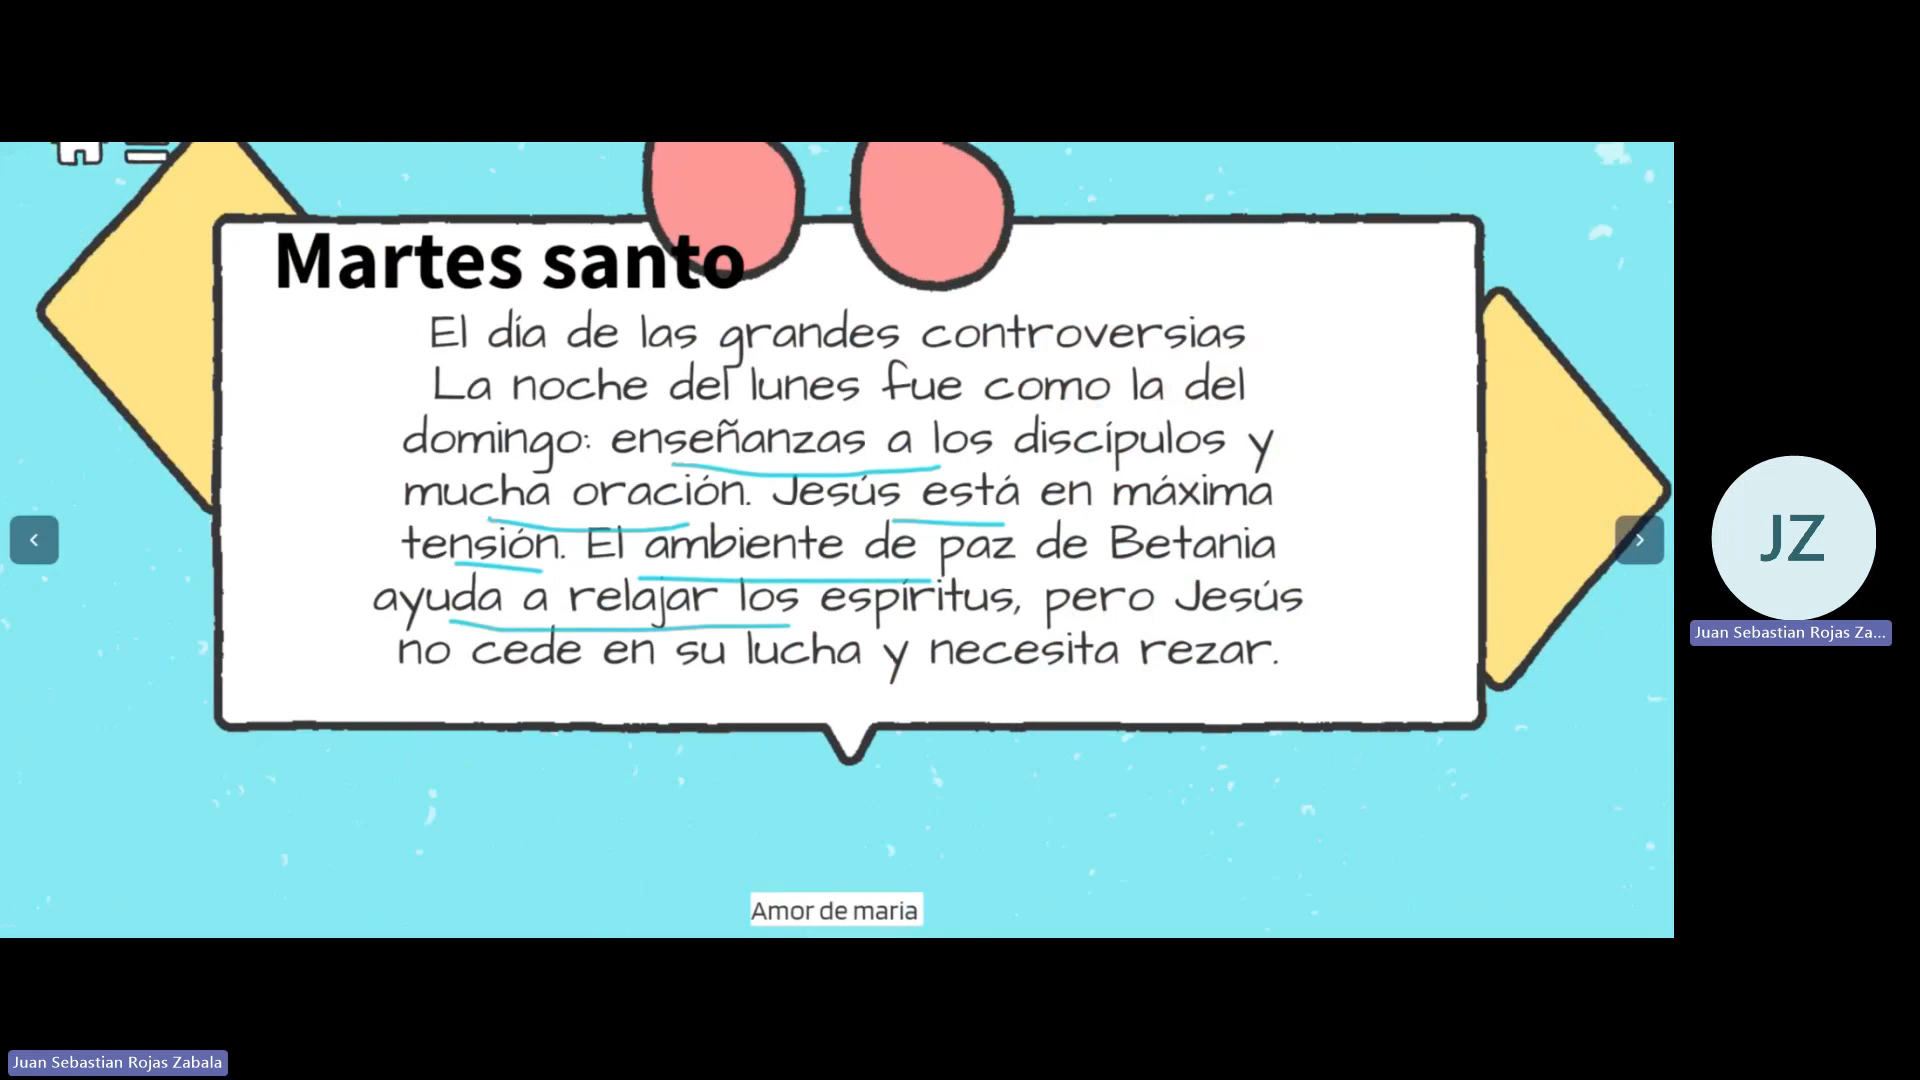 Martes santo
El día de las grandes controversias
La noche del lunes fue como la del
domingo: enseñanzas a los discípulos y
mucha oración. Jesús está en máxima
tensión. El ambiente de paz de Betania
ayuda a relajar los espíritus, pero Jesús
no cede en su lucha y necesita rezar.
Amor de maria
JZ
Juan Sebastian Rojas Za...
Juan Sebastian Rojas Zabala